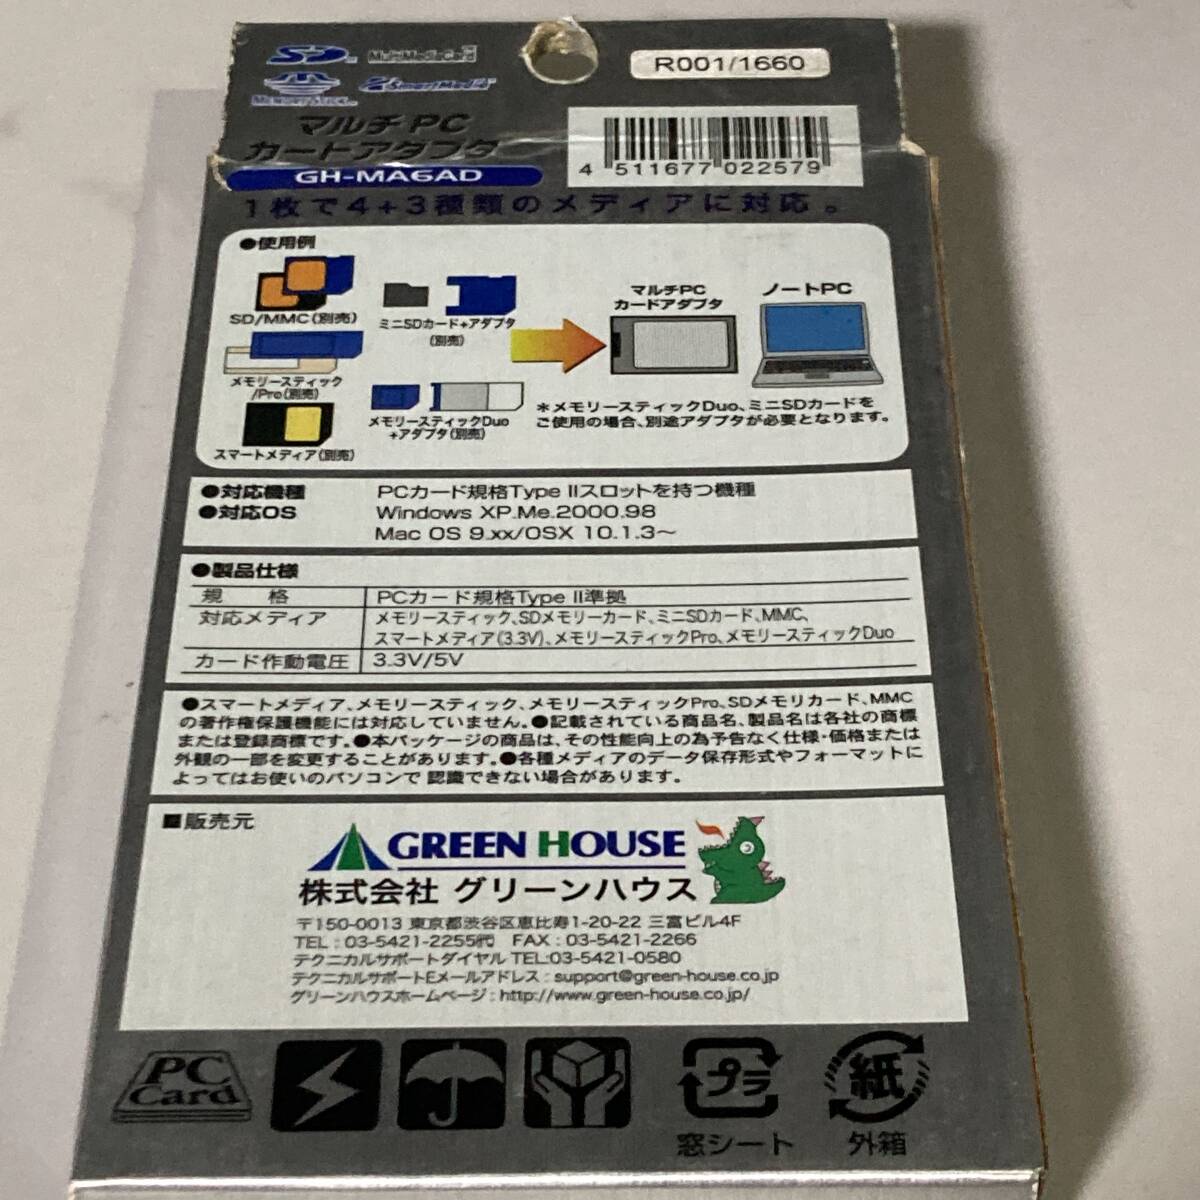 SD
MultiMediaCard
R001/1660
MEMORY STICK
SmartMedia
マルチPC
カードアダプタ
GH-MA6AD
4 511677 022579
1枚で4+3種類のメディアに対応。
●使用例
SD/MMC(別売)
ミニSDカード+アダプタ
(別売)
マルチPC
カードアダプタ
ノートPC
メモリースティック
/Pro(別売)
メモリースティックDuo
+アダプタ(別売)
スマートメディア(別売)
*メモリースティックDuo、ミニSDカードを
ご使用の場合、別途アダプタが必要となります。
●対応機種 PCカード規格Type IIスロットを持つ機種
●対応OS Windows XP.Me.2000.98
Mac OS 9.xx/OSX 10.1.3~
●製品仕様
規 格 PCカード規格Type II準拠
対応メディア メモリースティック、SDメモリーカード、ミニSDカード、MMC、
スマートメディア(3.3V)、メモリースティックPro、メモリースティックDuo
カード作動電圧 3.3V/5V
●スマートメディア、メモリースティック、メモリースティックPro、SDメモリカード、MMC
の著作権保護機能には対応していません。●記載されている商品名、製品名は各社の商標
または登録商標です。●本パッケージの商品は、その性能向上の為予告なく仕様・価格または
外観の一部を変更することがあります。●各種メディアのデータ保存形式やフォーマットに
よってはお使いのパソコンで 認識できない場合があります。
■販売元
GREEN HOUSE
株式会社 グリーンハウス
〒150-0013 東京都渋谷区恵比寿1-20-22 三富ビル4F
TEL : 03-5421-2255㈹ FAX : 03-5421-2266
テクニカルサポートダイヤル TEL:03-5421-0580
テクニカルサポートEメールアドレス : support@green-house.co.jp
グリーンハウスホームページ : http://www.green-house.co.jp/
PC
Card
プラ
紙
窓シート
外箱